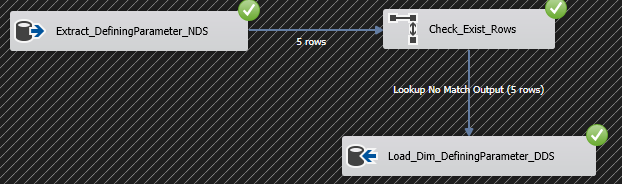 Extract_DefiningParameter_NDS
5 rows
Check_Exist_Rows
Lookup No Match Output (5 rows)
Load_Dim_DefiningParameter_DDS